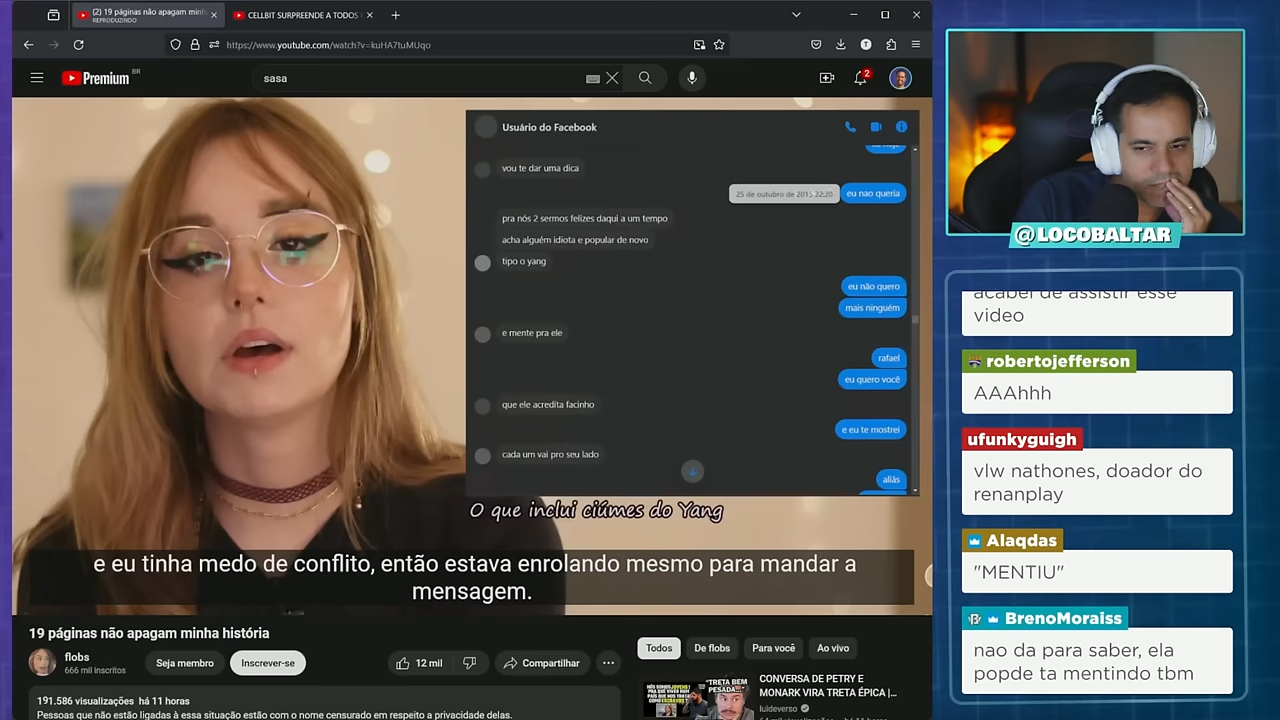 (2) 19 páginas não apagam minh
REPRODUZINDO
CELLBIT SURPREENDE A TODOS
https://www.youtube.com/watch?v=kuHA7tuMUqo
Premium BR
sasa
2
Usuário do Facebook
vou te dar uma dica
25 de outubro de 2015 22:20
eu nao queria
pra nós 2 sermos felizes daqui a um tempo
acha alguém idiota e popular de novo
tipo o yang
eu não quero
mais ninguém
e mente pra ele
rafael
eu quero você
que ele acredita facinho
e eu te mostrei
cada um vai pro seu lado
aliás
O que inclui ciúmes do Yang
e eu tinha medo de conflito, então estava enrolando mesmo para mandar a
mensagem.
19 páginas não apagam minha história
flobs
666 mil inscritos
Seja membro
Inscrever-se
12 mil
Compartilhar
191.586 visualizações há 11 horas
Pessoas que não estão ligadas à essa situação estão com o nome censurado em respeito a privacidade delas.
Todos
De flobs
Para você
Ao vivo
"TRETA BEM
PESADA..."
CONVERSA DE PETRY E
MONARK VIRA TRETA ÉPICA |...
luideverso
@LOCOBALTAR
acabei de assistir esse
video
robertojefferson
AAAhhh
ufunkyguigh
vlw nathones, doador do
renanplay
Alaqdas
"MENTIU"
BrenoMoraiss
nao da para saber, ela
popde ta mentindo tbm